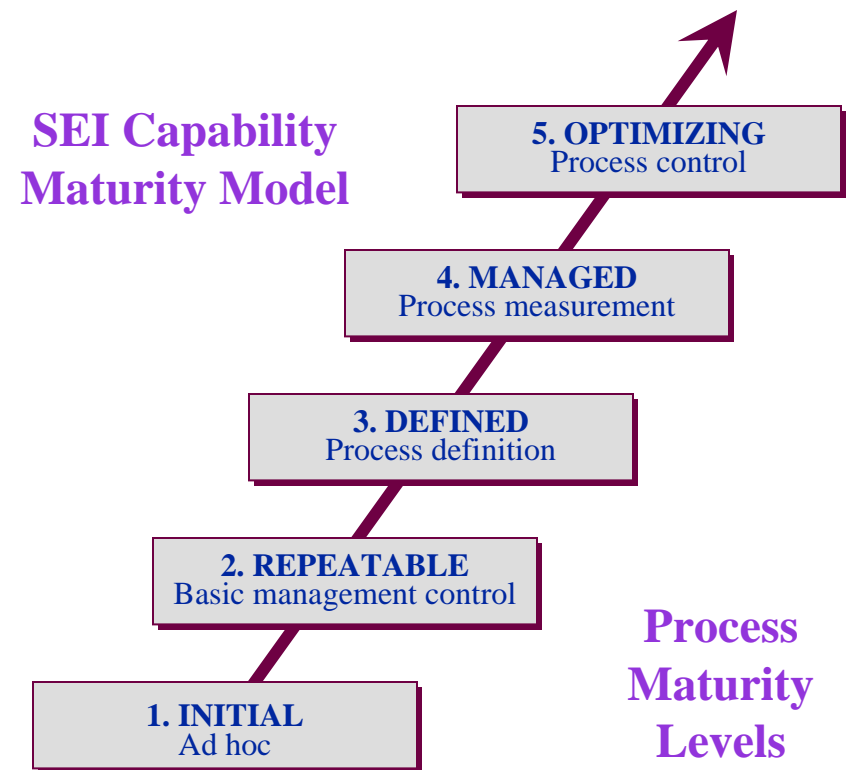 SEI Capability
Maturity Model
5. OPTIMIZING
Process control
4. MANAGED
Process measurement
3. DEFINED
Process definition
2. REPEATABLE
Basic management control
1. INITIAL
Ad hoc
Process
Maturity
Levels